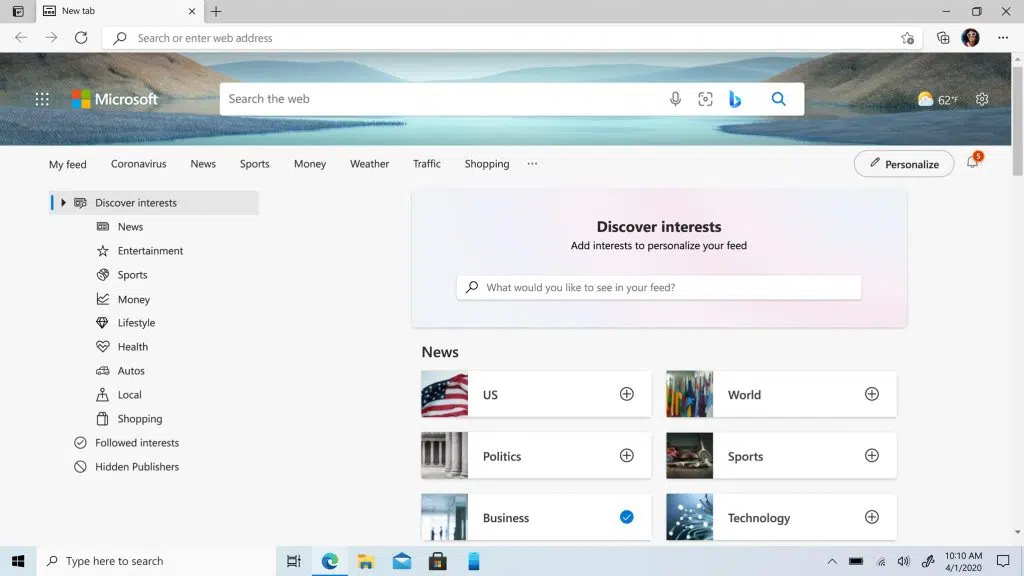 New tab
Search or enter web address
Microsoft
Search the web
62°F
My feed
Coronavirus
News
Sports
Money
Weather
Traffic
Shopping
Personalize
5
Discover interests
News
Entertainment
Sports
Money
Lifestyle
Health
Autos
Local
Shopping
Followed interests
Hidden Publishers
Discover interests
Add interests to personalize your feed
What would you like to see in your feed?
News
US
World
Politics
Sports
Business
Technology
Type here to search
10:10 AM
4/1/2020